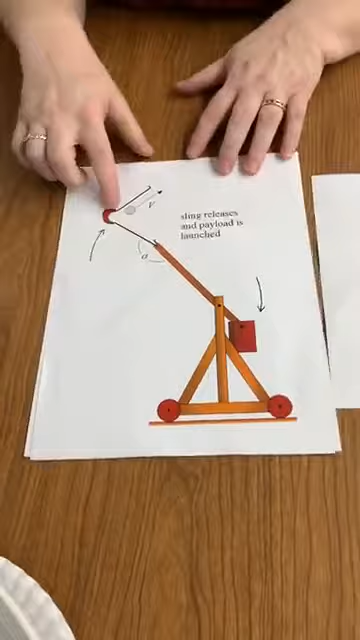 V
sling releases
and payload is
launched
α